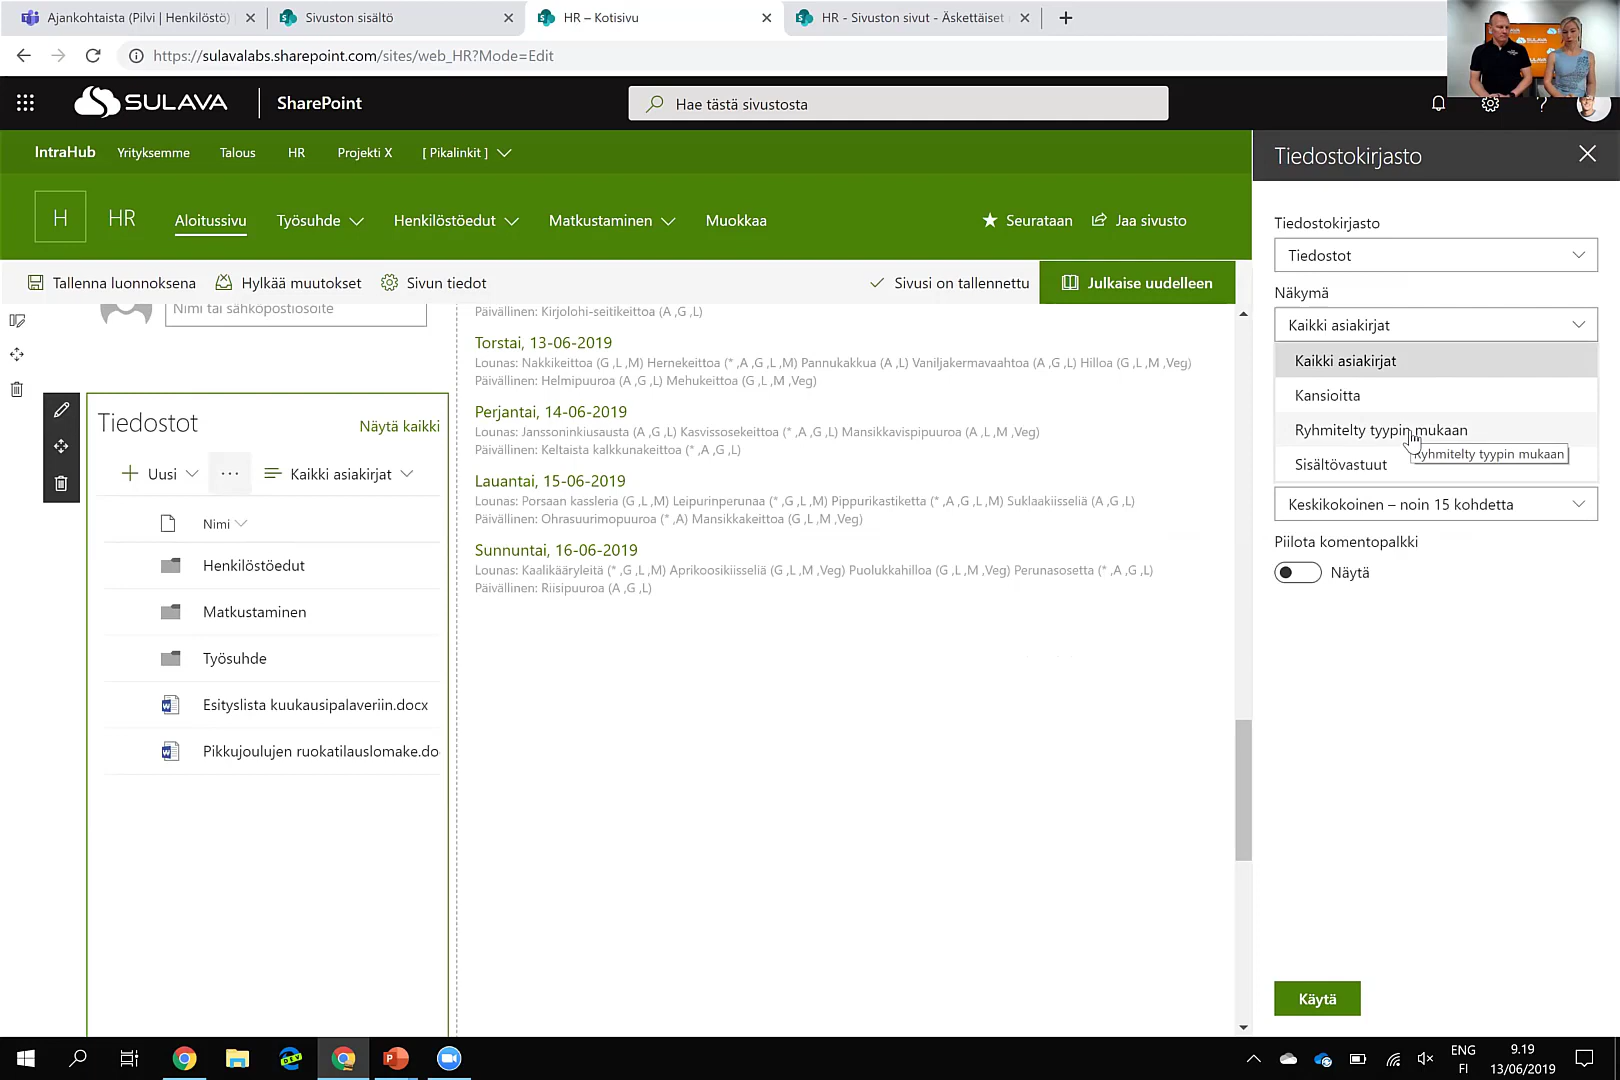 Ajankohtaista (Pilvi | Henkilöstö)
Sivuston sisältö
HR – Kotisivu
HR - Sivuston sivut - Äskettäiset
https://sulavalabs.sharepoint.com/sites/web_HR?Mode=Edit
SULAVA
SharePoint
Hae tästä sivustosta
SULAVA
IntraHub
Yrityksemme
Talous
HR
Projekti X
[ Pikalinkit ]
H
HR
Aloitussivu
Työsuhde
Henkilöstöedut
Matkustaminen
Muokkaa
Seurataan
Jaa sivusto
Tallenna luonnoksena
Hylkää muutokset
Sivun tiedot
Sivusi on tallennettu
Julkaise uudelleen
Nimi tai sähköpostiosoite
Tiedostot
Näytä kaikki
Uusi
Kaikki asiakirjat
Nimi
Henkilöstöedut
Matkustaminen
Työsuhde
Esityslista kuukausipalaveriin.docx
Pikkujoulujen ruokatilauslomake.do
Päivällinen: Kirjolohi-seitikeittoa (A ,G ,L)
Torstai, 13-06-2019
Lounas: Nakkikeittoa (G ,L ,M) Hernekeittoa (* ,A ,G ,L ,M) Pannukakkua (A ,L) Vaniljakermavaahtoa (A ,G ,L) Hilloa (G ,L ,M ,Veg)
Päivällinen: Helmipuuroa (A ,G ,L) Mehukeittoa (G ,L ,M ,Veg)
Perjantai, 14-06-2019
Lounas: Janssoninkiusausta (A ,G ,L) Kasvissosekeittoa (* ,A ,G ,L) Mansikkavispipuuroa (A ,L ,M ,Veg)
Päivällinen: Keltaista kalkkunakeittoa (* ,A ,G ,L)
Lauantai, 15-06-2019
Lounas: Porsaan kassleria (G ,L ,M) Leipurinperunaa (* ,G ,L ,M) Pippurikastiketta (* ,A ,G ,L ,M) Suklaakiisseliä (A ,G ,L)
Päivällinen: Ohrasuurimopuuroa (* ,A) Mansikkakeittoa (G ,L ,M ,Veg)
Sunnuntai, 16-06-2019
Lounas: Kaalikääryleitä (* ,G ,L ,M) Aprikoosikiisseliä (G ,L ,M ,Veg) Puolukkahilloa (G ,L ,M ,Veg) Perunasosetta (* ,A ,G ,L)
Päivällinen: Riisipuuroa (A ,G ,L)
Tiedostokirjasto
Tiedostokirjasto
Tiedostot
Näkymä
Kaikki asiakirjat
Kaikki asiakirjat
Kansioitta
Ryhmitelty tyypin mukaan
Ryhmitelty tyypin mukaan
Sisältövastuut
Keskikokoinen – noin 15 kohdetta
Piilota komentopalkki
Näytä
Käytä
DEV
ENG
FI
9.19
13/06/2019